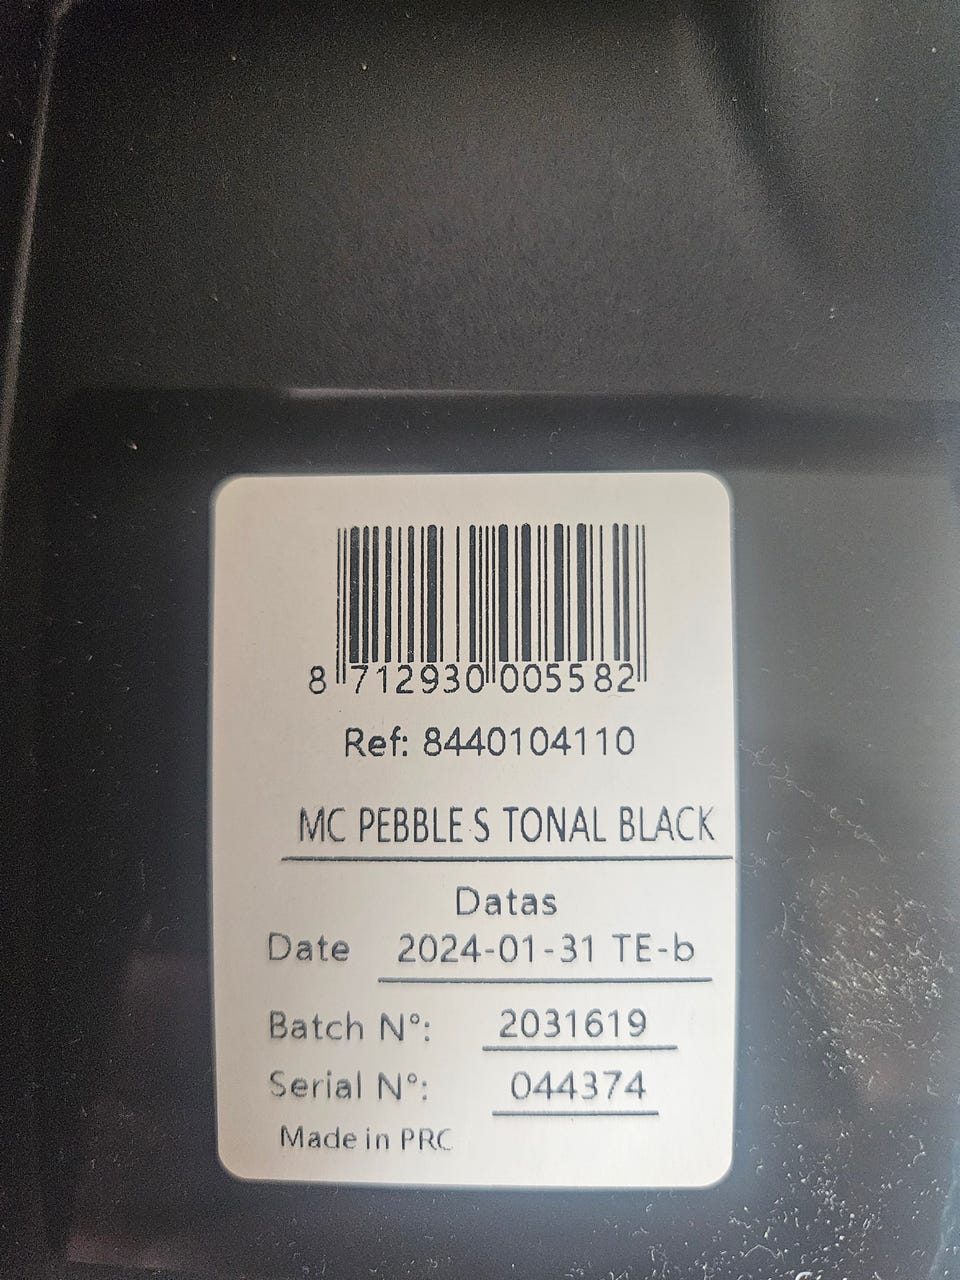 8 712930 005582
Ref: 8440104110
MC PEBBLE S TONAL BLACK
Datas
Date 2024-01-31 TE-b
Batch N°: 2031619
Serial N°: 044374
Made in PRC